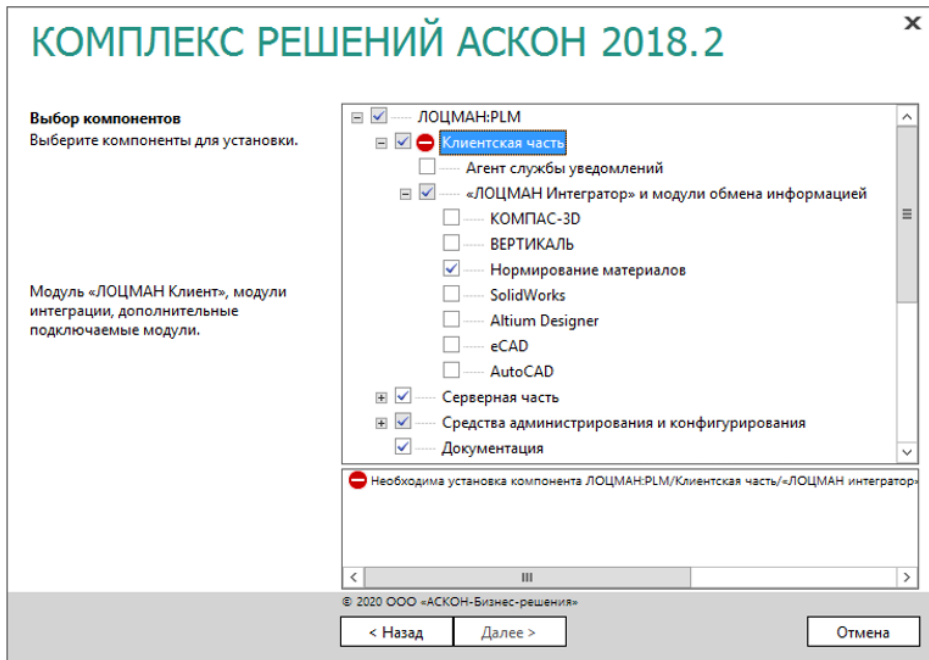 КОМПЛЕКС РЕШЕНИЙ АСКОН 2018.2
Выбор компонентов
Выберите компоненты для установки.
Модуль «ЛОЦМАН Клиент», модули
интеграции, дополнительные
подключаемые модули.
ЛОЦМАН:PLM
Клиентская часть
Агент службы уведомлений
«ЛОЦМАН Интегратор» и модули обмена информацией
КОМПАС-3D
ВЕРТИКАЛЬ
Нормирование материалов
SolidWorks
Altium Designer
eCAD
AutoCAD
Серверная часть
Средства администрирования и конфигурирования
Документация
Необходима установка компонента ЛОЦМАН:PLM/Клиентская часть/«ЛОЦМАН интегратор»
© 2020 ООО «АСКОН-Бизнес-решения»
< Назад
Далее >
Отмена